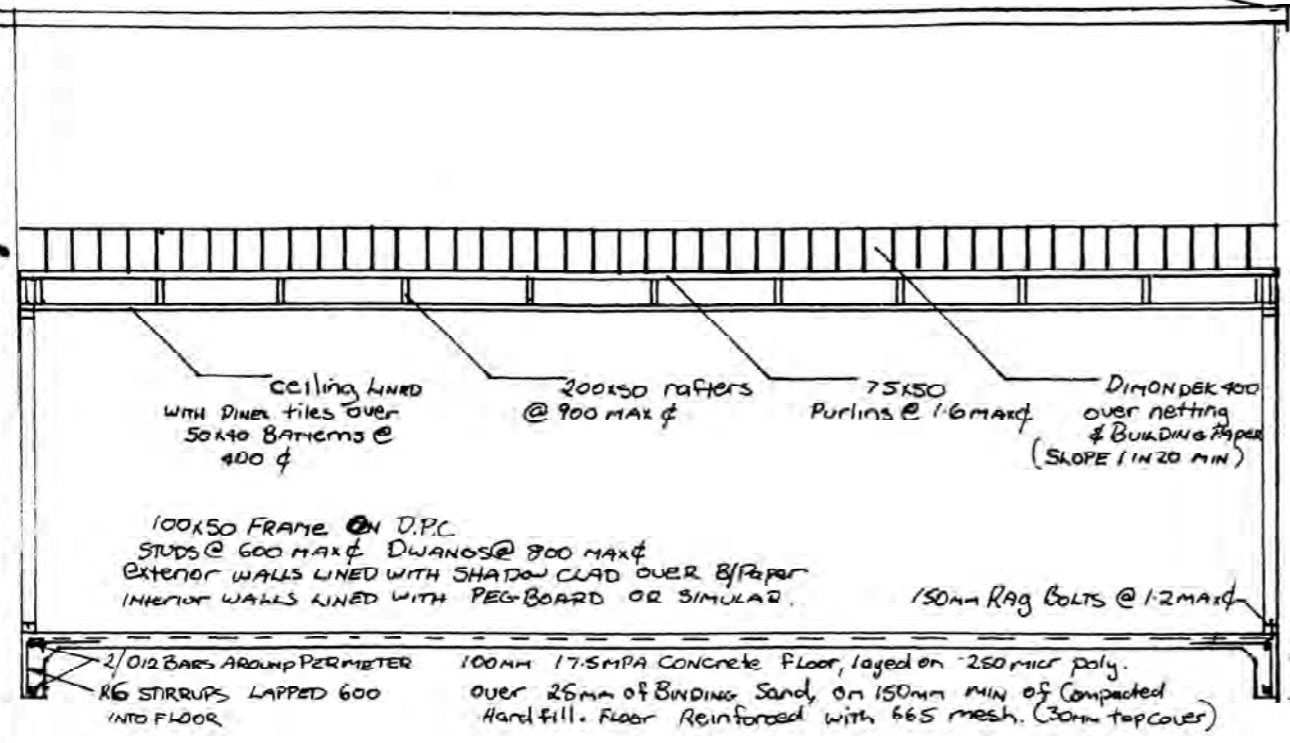 ceiling LINED
WITH PINEX tiles over
50x40 BATTENS @
400 ¢
200x50 rafters
@ 900 MAX ¢
75x50
Purlins @ 1.6 MAX ¢
DIMONDEK 400
over netting
& BUILDING Paper
(SLOPE 1 IN 20 MIN)
100x50 FRAME ON D.P.C
STUDS @ 600 MAX ¢ DWANGS @ 800 MAX ¢
Exterior WALLS LINED WITH SHADOW CLAD OVER B/Paper
INterior WALLS LINED WITH PEG-BOARD OR SIMULAR.
150mm RAg BoLTS @ 1.2 MAX ¢
2/D12 BARS AROUND PERIMETER
R6 STIRRUPS LAPPED 600
INTO FLOOR
100MM 17.5MPA CONCrete Floor, layed on 250 micr poly.
over 25mm of BINDING Sand, on 150mm MIN of Compacted
Hardfill. Floor Reinforced with 665 mesh. (30mm topcover)